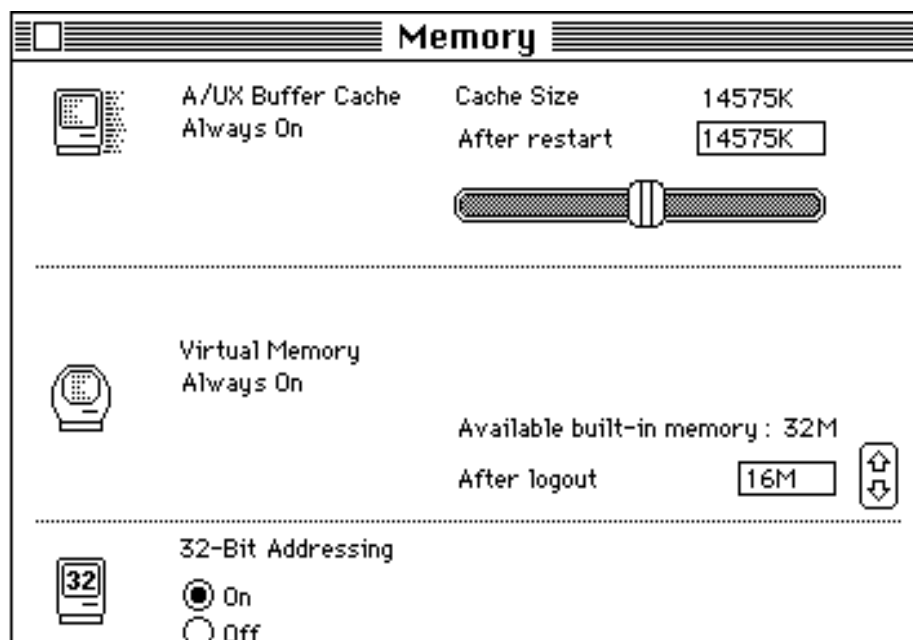 Memory
A/UX Buffer Cache
Always On
Cache Size 14575K
After restart 14575K
Virtual Memory
Always On
Available built-in memory : 32M
After logout 16M
32-Bit Addressing
32
On
Off